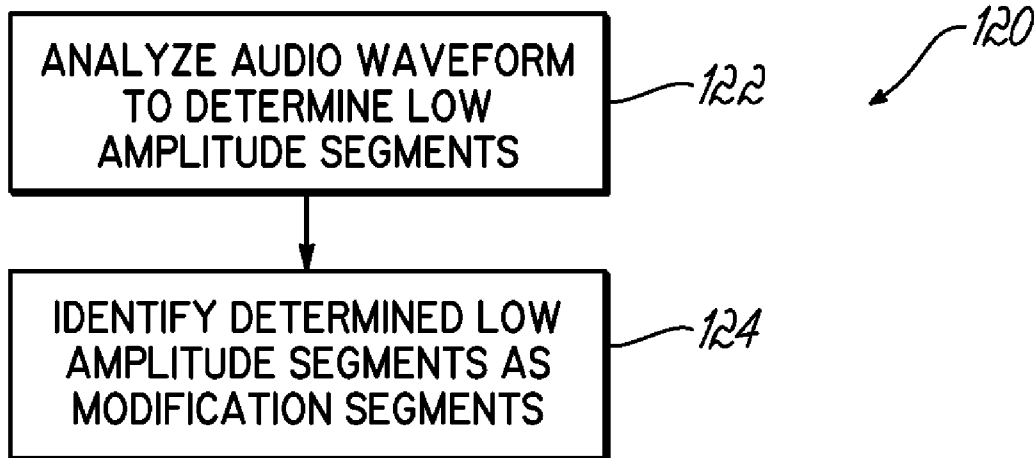 120
ANALYZE AUDIO WAVEFORM
TO DETERMINE LOW
AMPLITUDE SEGMENTS
122
IDENTIFY DETERMINED LOW
AMPLITUDE SEGMENTS AS
MODIFICATION SEGMENTS
124